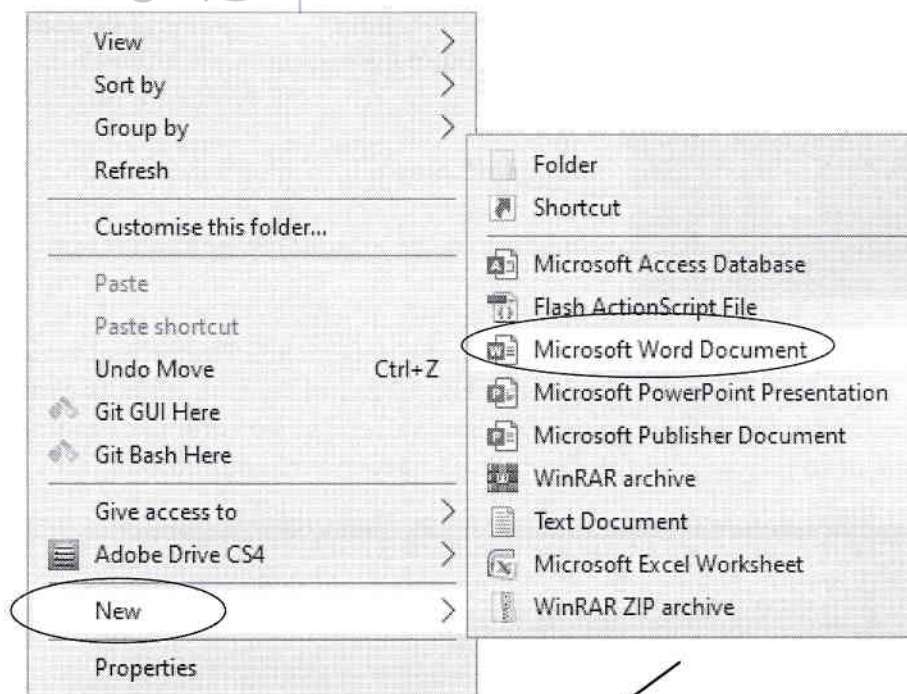 View
Sort by
Group by
Refresh
Customise this folder...
Paste
Paste shortcut
Undo Move Ctrl+Z
Git GUI Here
Git Bash Here
Give access to
Adobe Drive CS4
New
Properties
Folder
Shortcut
Microsoft Access Database
Flash ActionScript File
Microsoft Word Document
Microsoft PowerPoint Presentation
Microsoft Publisher Document
WinRAR archive
Text Document
Microsoft Excel Worksheet
WinRAR ZIP archive